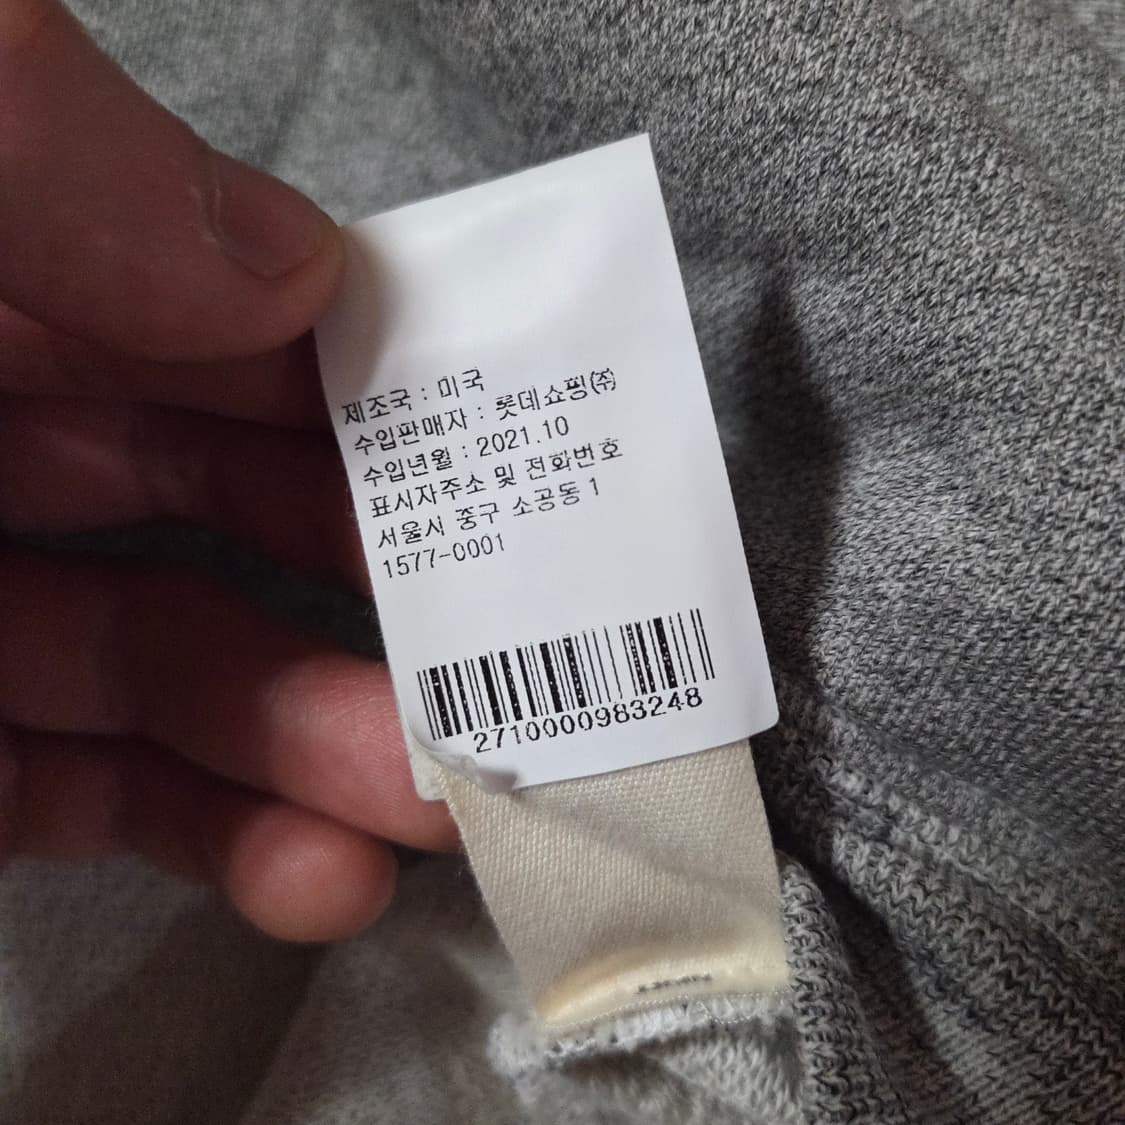 제조국 : 미국
수입판매자 : 롯데쇼핑(주)
수입년월 : 2021.10
표시자주소 및 전화번호
서울시 중구 소공동 1
1577-0001
2710000983248